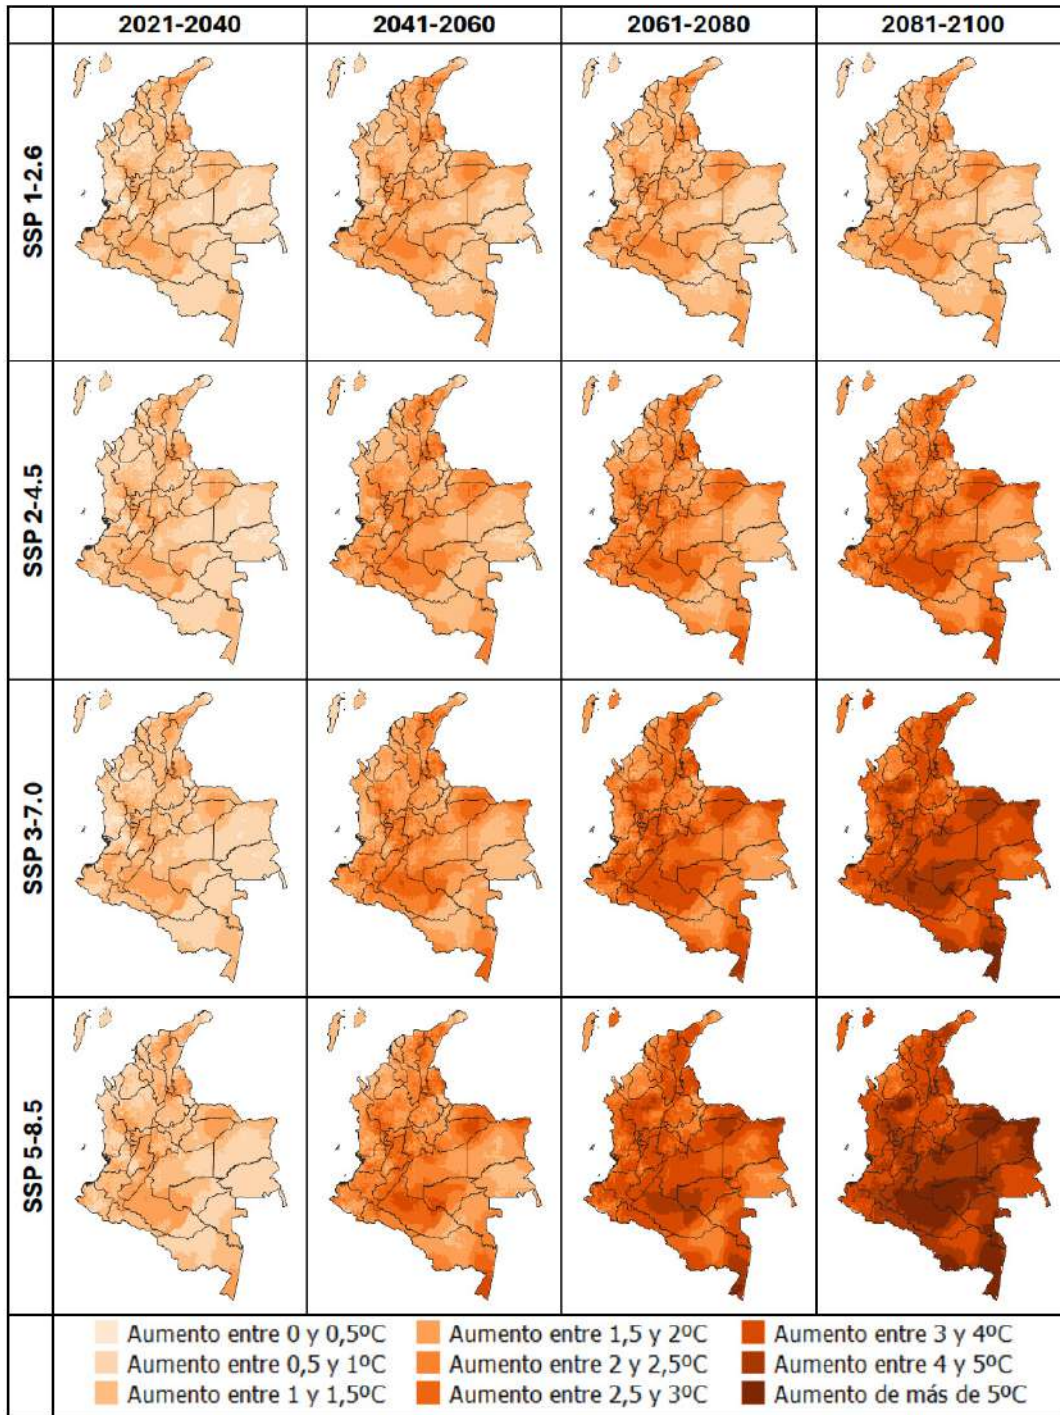 2021-2040 2041-2060 2061-2080 2081-2100
SSP 1-2.6
SSP 2-4.5
SSP 3-7.0
SSP 5-8.5
Aumento entre 0 y 0,5ºC Aumento entre 1,5 y 2ºC Aumento entre 3 y 4ºC
Aumento entre 0,5 y 1ºC Aumento entre 2 y 2,5ºC Aumento entre 4 y 5ºC
Aumento entre 1 y 1,5ºC Aumento entre 2,5 y 3ºC Aumento de más de 5ºC